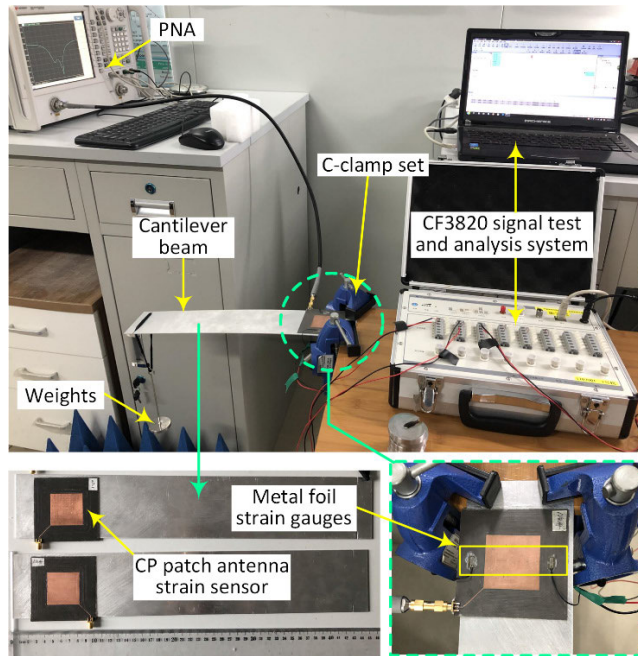 PNA
C-clamp set
Cantilever
beam
CF3820 signal test
and analysis system
Weights
Metal foil
strain gauges
CP patch antenna
strain sensor